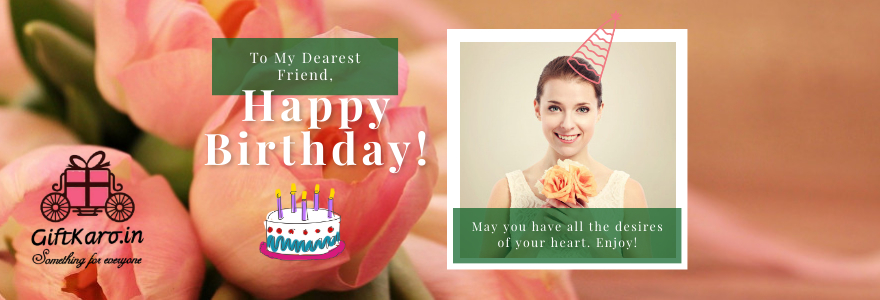 To My Dearest
Friend,
Happy
Birthday!
GiftKaro.in
Something for everyone
May you have all the desires
of your heart. Enjoy!